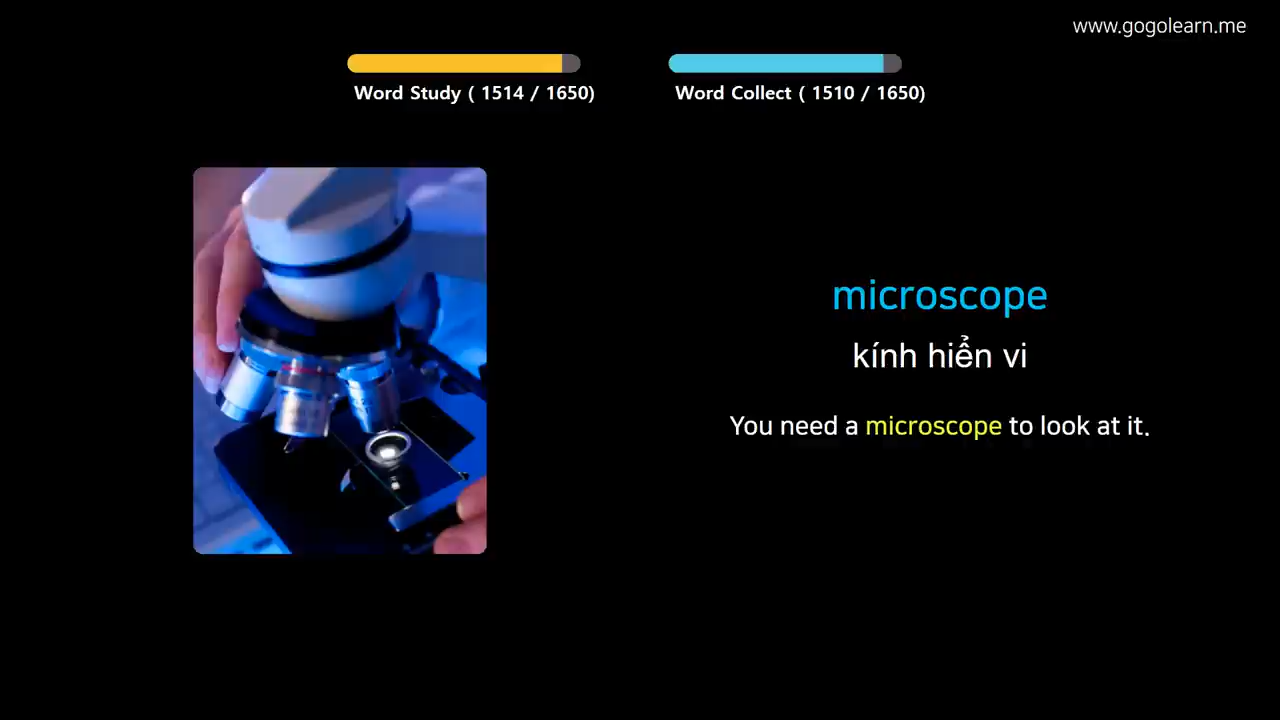 www.gogolearn.me
Word Study ( 1514 / 1650)
Word Collect ( 1510 / 1650)
microscope
kính hiển vi
You need a microscope to look at it.